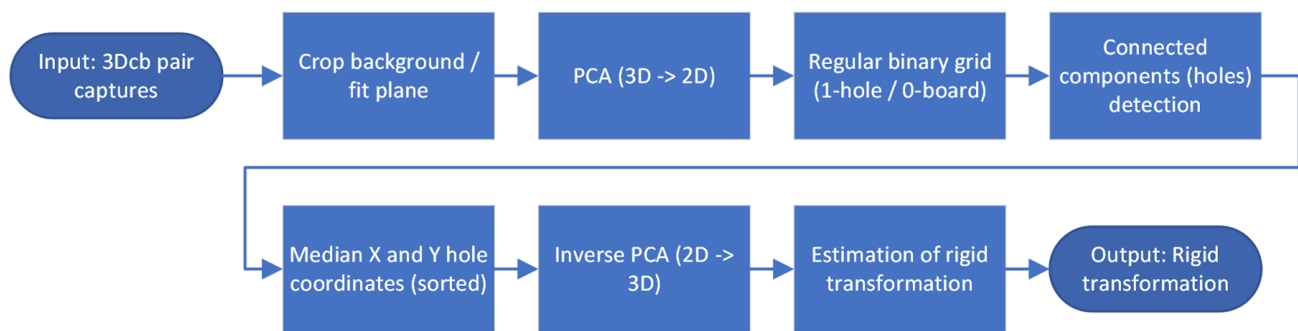 Input: 3Dcb pair
captures
Crop background /
fit plane
PCA (3D -> 2D)
Regular binary grid
(1-hole / 0-board)
Connected
components (holes)
detection
Median X and Y hole
coordinates (sorted)
Inverse PCA (2D ->
3D)
Estimation of rigid
transformation
Output: Rigid
transformation